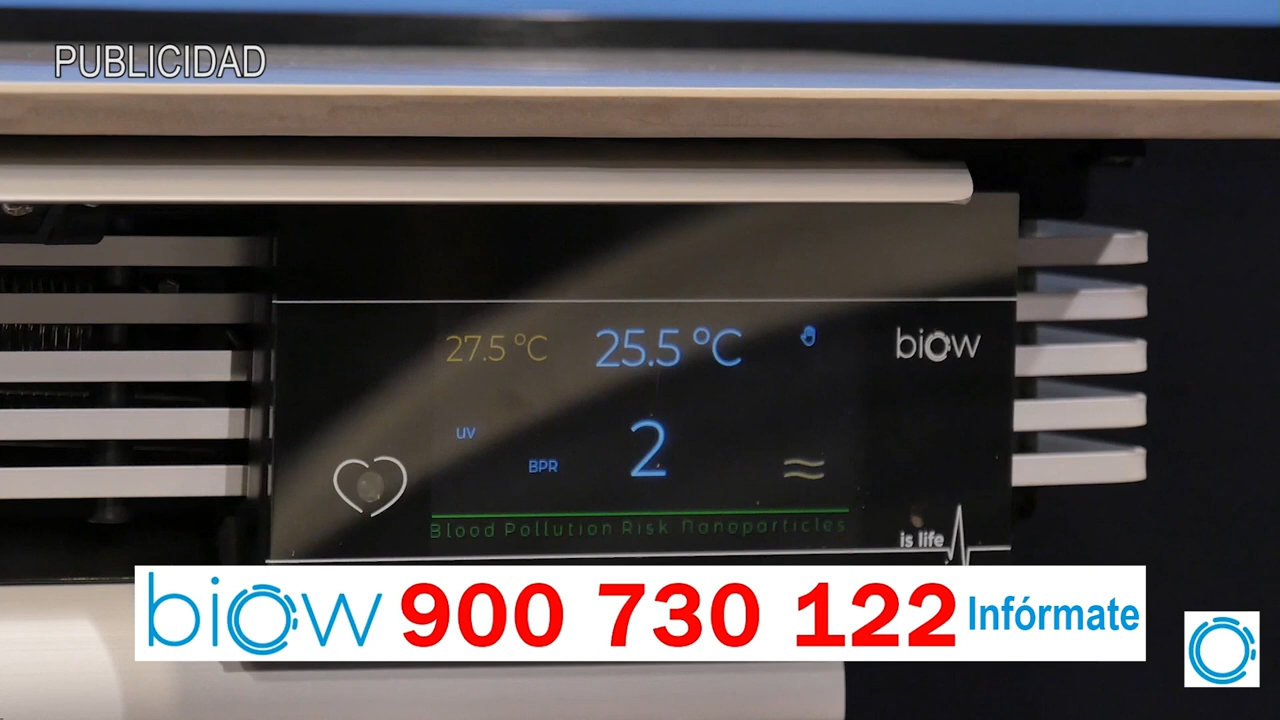 PUBLICIDAD
27.5 °C 25.5 °C
biow
UV
2
BPR
Blood Pollution Risk Nanoparticles
is life
biow 900 730 122 Infórmate